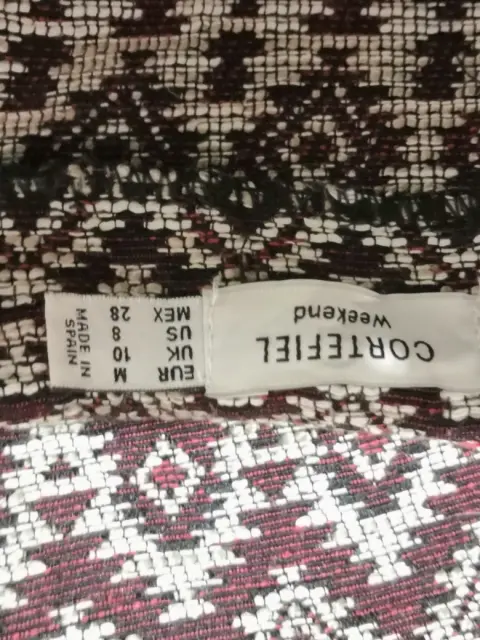 CORTEFIEL
Weekend
EUR M
UK 10
US 8
MEX 28
MADE IN
SPAIN